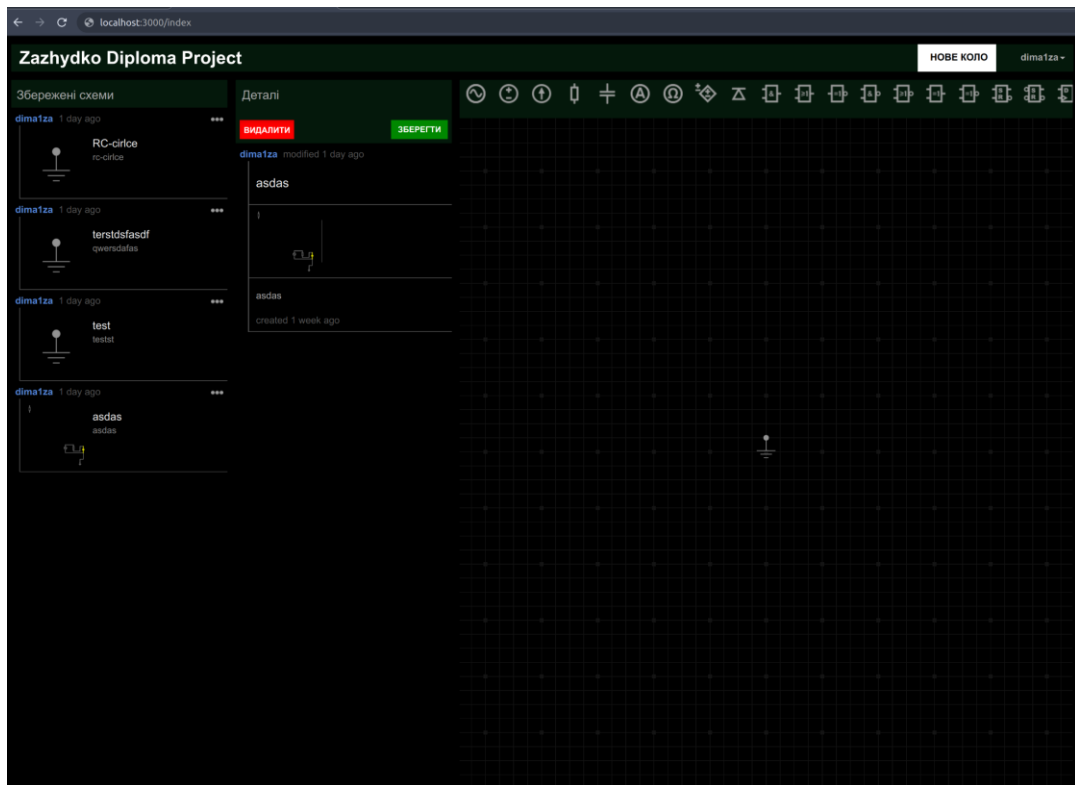 localhost:3000/index
Zazhydko Diploma Project
НОВЕ КОЛО
dima1za
Збережені схеми
dima1za 1 day ago
RC-cirlce
rc-cirlce
dima1za 1 day ago
terstdsfasdf
qwersdafas
dima1za 1 day ago
test
testst
dima1za 1 day ago
asdas
asdas
Деталі
ВИДАЛИТИ
ЗБЕРЕГТИ
dima1za modified 1 day ago
asdas
asdas
created 1 week ago
A
Ω